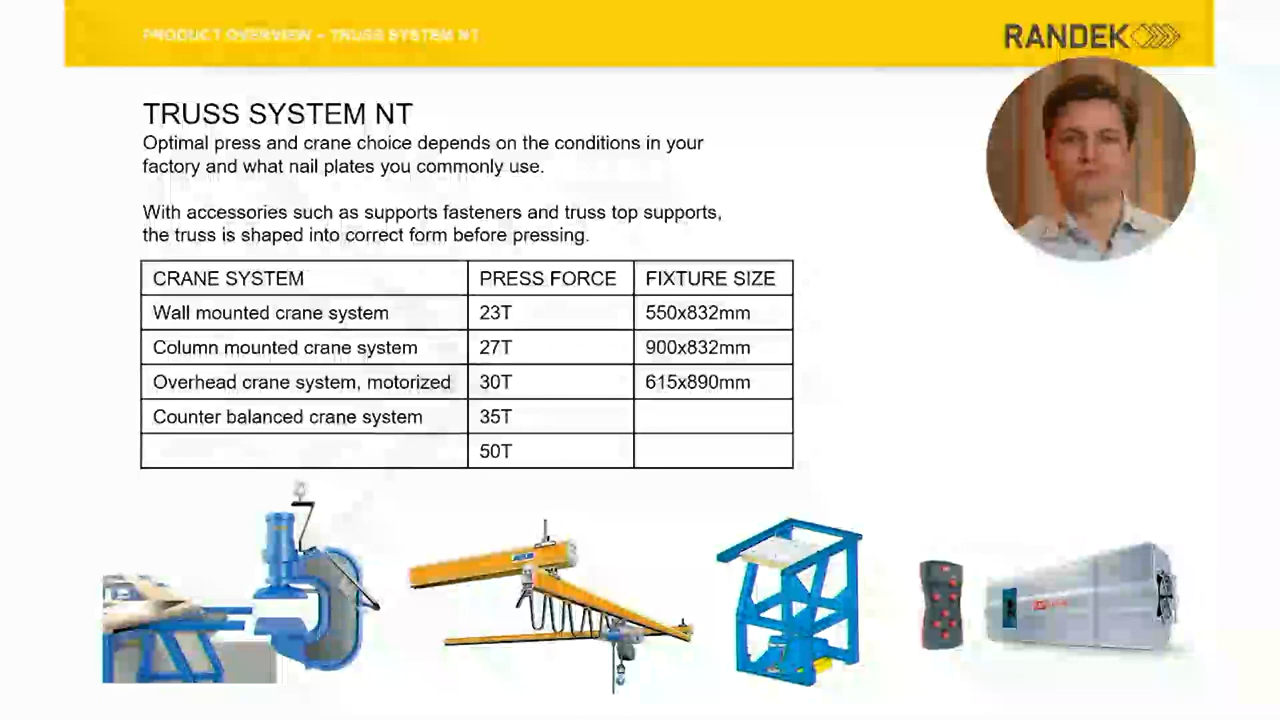 PRODUCT OVERVIEW – TRUSS SYSTEM NT
RANDEK
TRUSS SYSTEM NT
Optimal press and crane choice depends on the conditions in your
factory and what nail plates you commonly use.
With accessories such as supports fasteners and truss top supports,
the truss is shaped into correct form before pressing.
CRANE SYSTEM PRESS FORCE FIXTURE SIZE
Wall mounted crane system 23T 550x832mm
Column mounted crane system 27T 900x832mm
Overhead crane system, motorized 30T 615x890mm
Counter balanced crane system 35T
50T